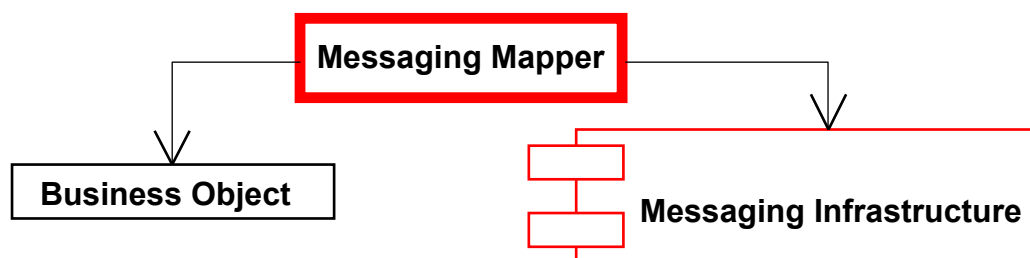 Messaging Mapper
Business Object
Messaging Infrastructure